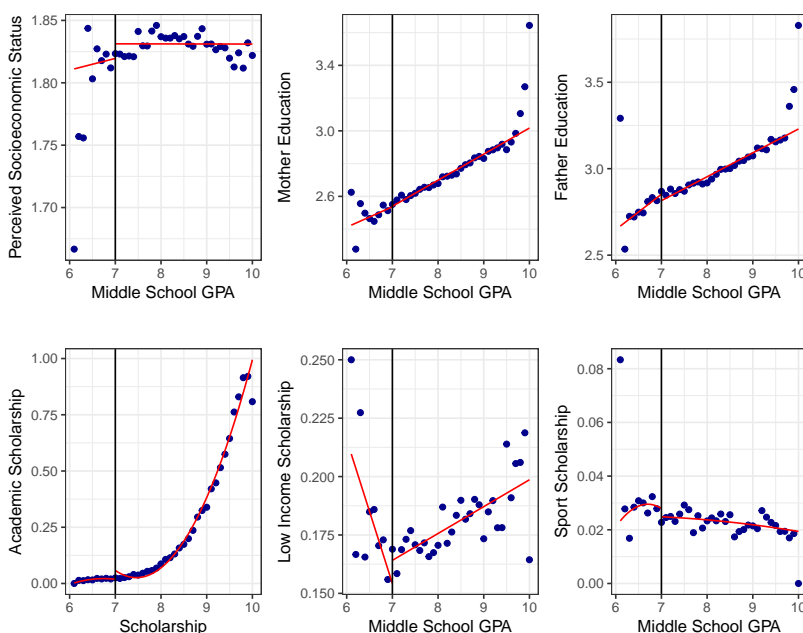 Perceived Socioeconomic Status
1.85
1.80
1.75
1.70
6 7 8 9 10
Middle School GPA
Mother Education
3.4
3.0
2.6
6 7 8 9 10
Middle School GPA
Father Education
3.5
3.0
2.5
6 7 8 9 10
Middle School GPA
Academic Scholarship
1.00
0.75
0.50
0.25
0.00
6 7 8 9 10
Scholarship
Low Income Scholarship
0.250
0.225
0.200
0.175
0.150
6 7 8 9 10
Middle School GPA
Sport Scholarship
0.08
0.06
0.04
0.02
0.00
6 7 8 9 10
Middle School GPA